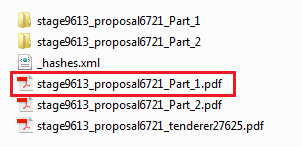 stage9613_proposal6721_Part_1
stage9613_proposal6721_Part_2
_hashes.xml
stage9613_proposal6721_Part_1.pdf
stage9613_proposal6721_Part_2.pdf
stage9613_proposal6721_tenderer27625.pdf